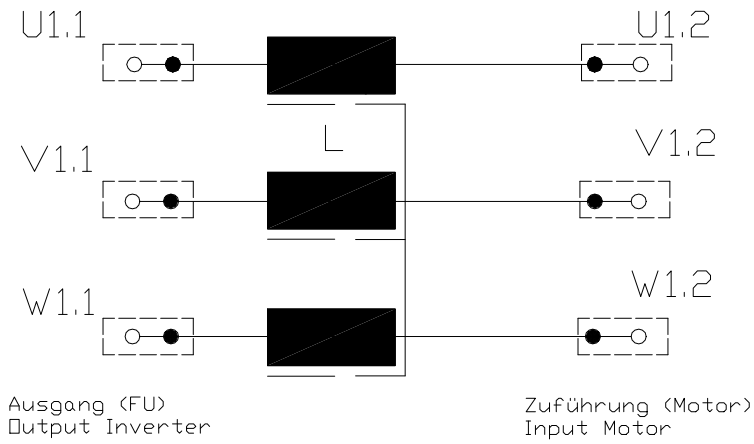 U1.1 U1.2
L
V1.1 V1.2
W1.1 W1.2
Ausgang (FU) Zuführung (Motor)
Output Inverter Input Motor